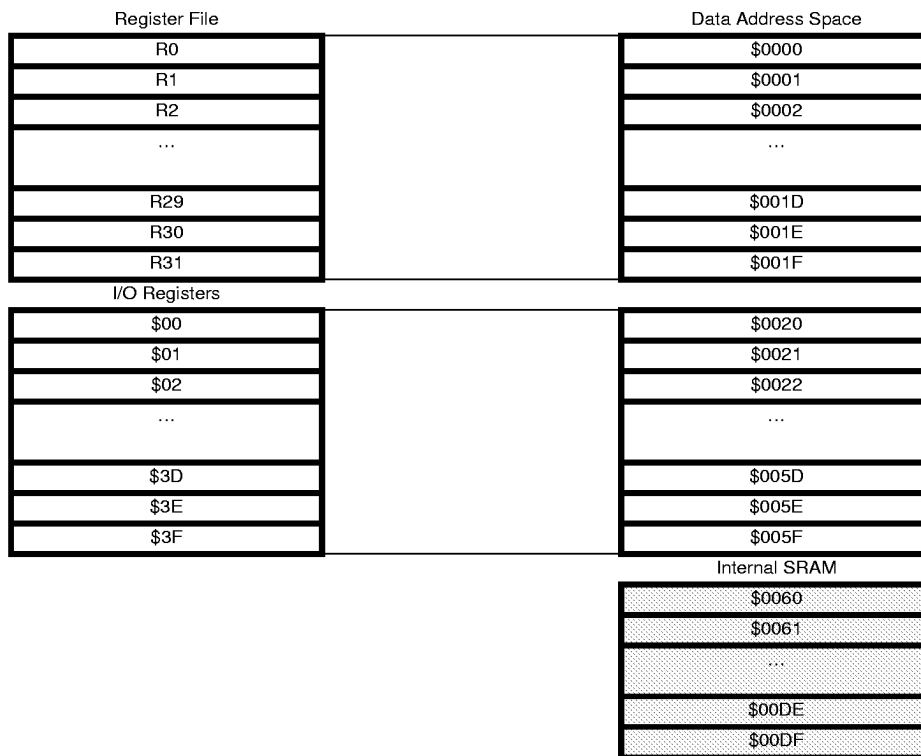 Register File
Data Address Space
R0
$0000
R1
$0001
R2
$0002
...
...
R29
$001D
R30
$001E
R31
$001F
I/O Registers
$00
$0020
$01
$0021
$02
$0022
...
...
$3D
$005D
$3E
$005E
$3F
$005F
Internal SRAM
$0060
$0061
...
$00DE
$00DF